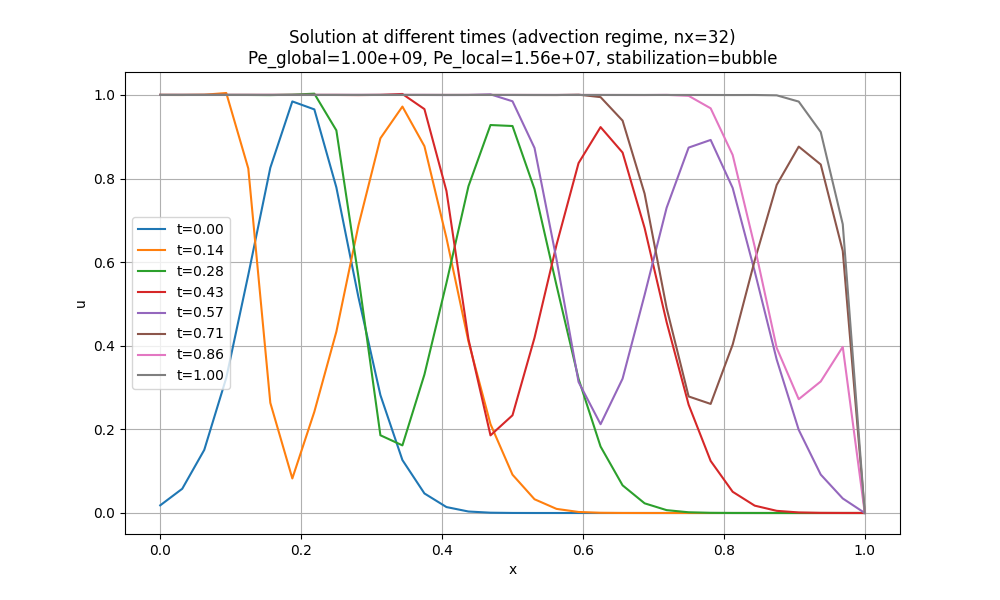 Solution at different times (advection regime, nx=32)
Pe_global=1.00e+09, Pe_local=1.56e+07, stabilization=bubble
u
1.0
0.8
0.6
0.4
0.2
0.0
t=0.00
t=0.14
t=0.28
t=0.43
t=0.57
t=0.71
t=0.86
t=1.00
0.0 0.2 0.4 0.6 0.8 1.0
x